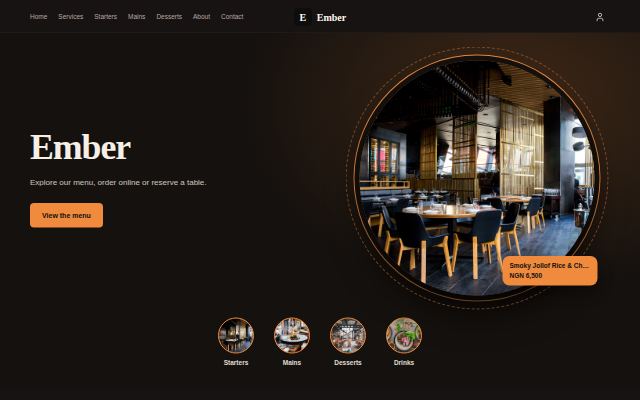 Home Services Starters Mains Desserts About Contact
E Ember
Ember
Explore our menu, order online or reserve a table.
View the menu
Smoky Jollof Rice & Ch...
NGN 6,500
Starters Mains Desserts Drinks